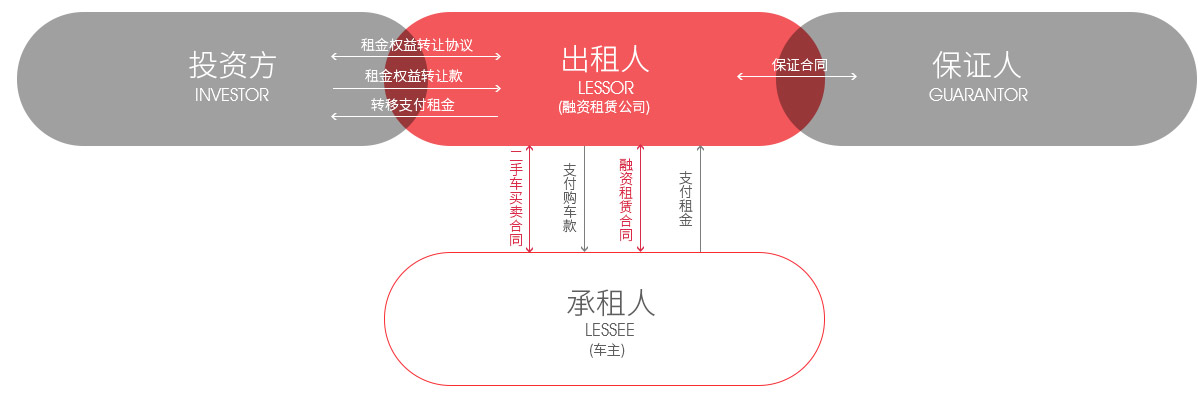 投资方
INVESTOR
租金权益转让协议
租金权益转让款
转移支付租金
出租人
LESSOR
(融资租赁公司)
保证合同
保证人
GUARANTOR
二手车买卖合同
支付购车款
融资租赁合同
支付租金
承租人
LESSEE
(车主)